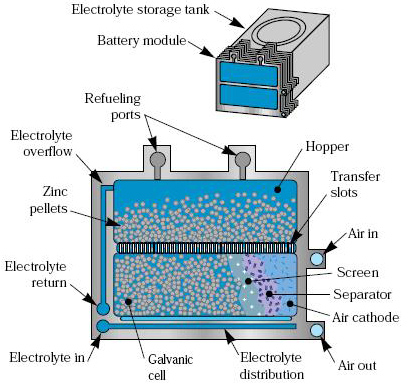 Electrolyte storage tank
Battery module
Refueling
ports
Electrolyte
overflow
Hopper
Transfer
slots
Zinc
pellets
Air in
Electrolyte
return
Screen
Separator
Air cathode
Electrolyte in
Galvanic
cell
Electrolyte
distribution
Air out